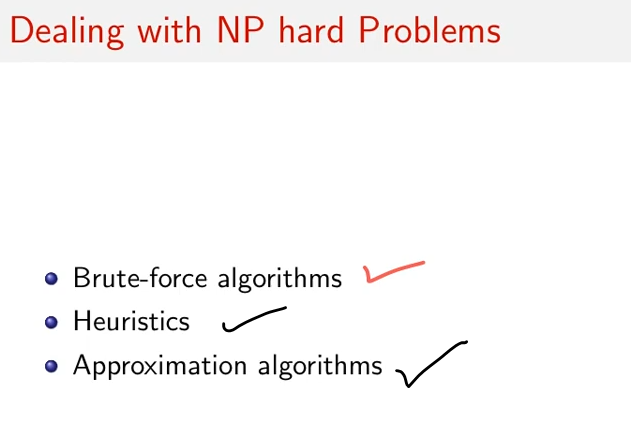 Dealing with NP hard Problems
Brute-force algorithms
Heuristics
Approximation algorithms